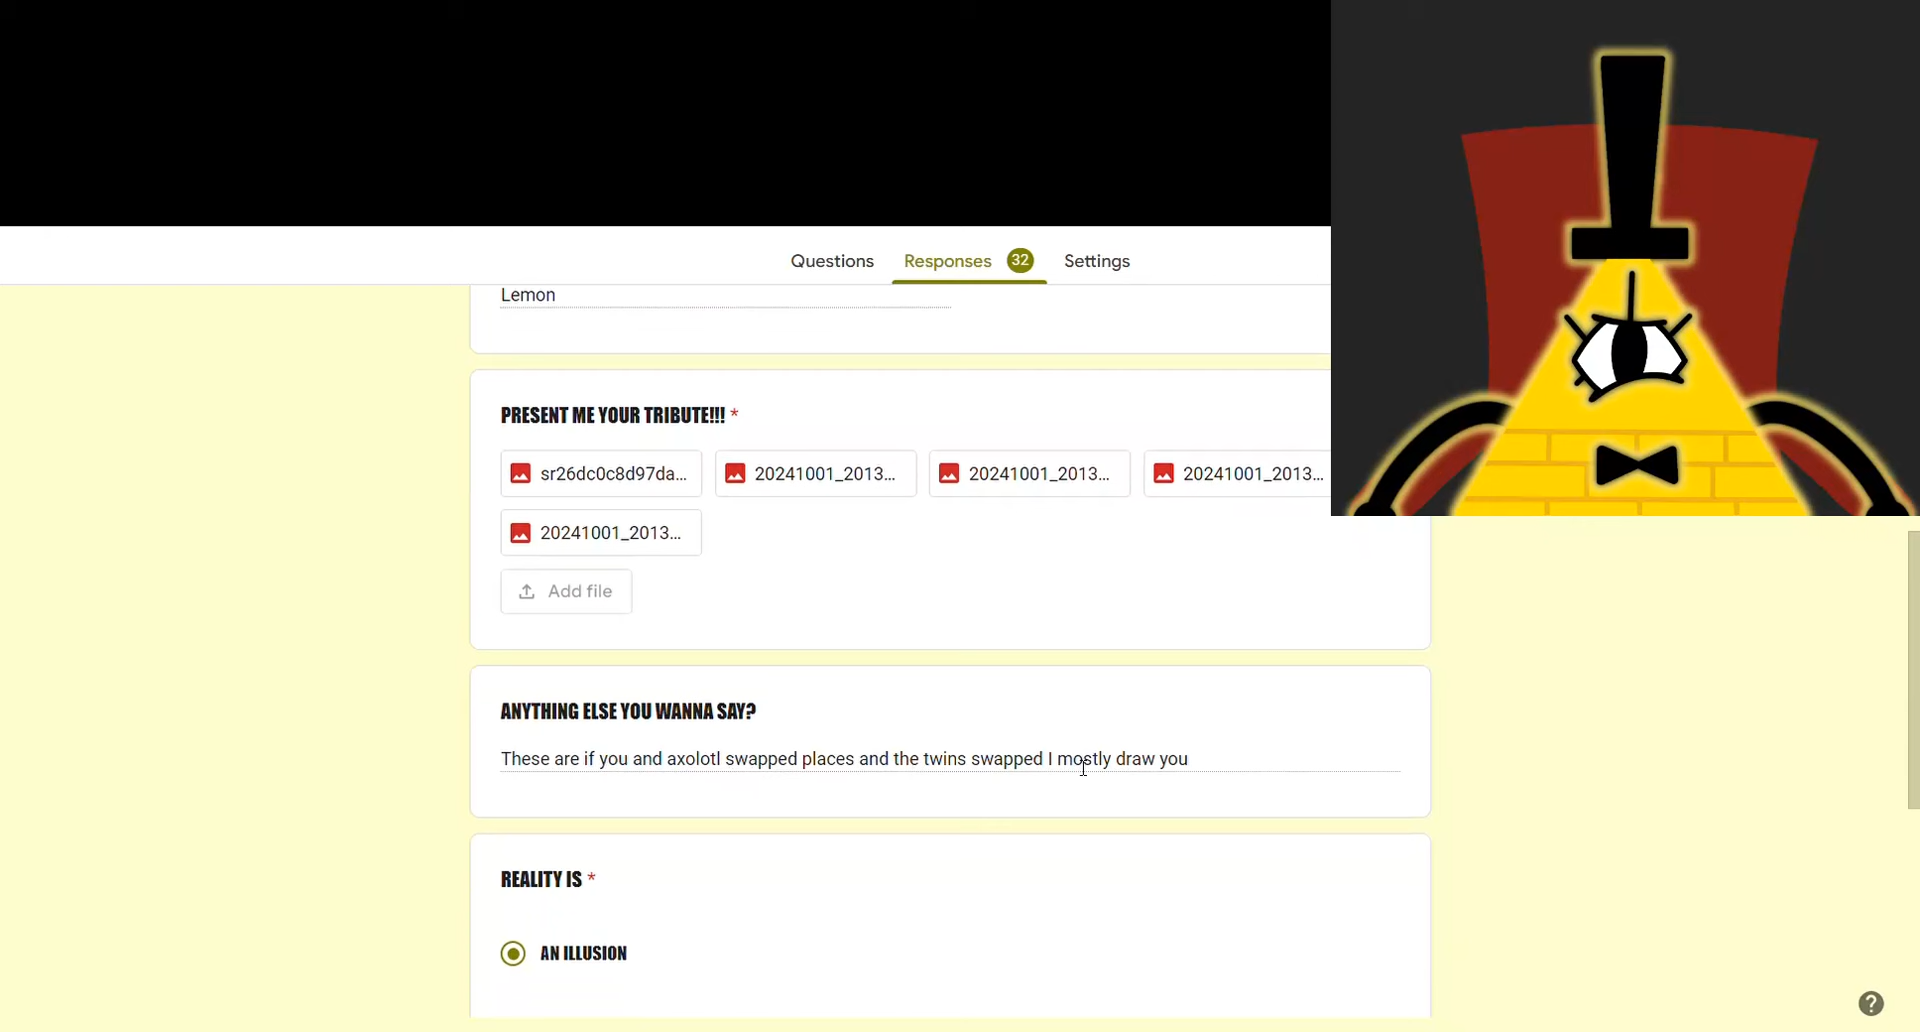 Questions Responses 32 Settings
Lemon
PRESENT ME YOUR TRIBUTE!!! *
sr26dc0c8d97da... 20241001_2013... 20241001_2013... 20241001_2013...
20241001_2013...
Add file
ANYTHING ELSE YOU WANNA SAY?
These are if you and axolotl swapped places and the twins swapped I mostly draw you
REALITY IS *
AN ILLUSION
?